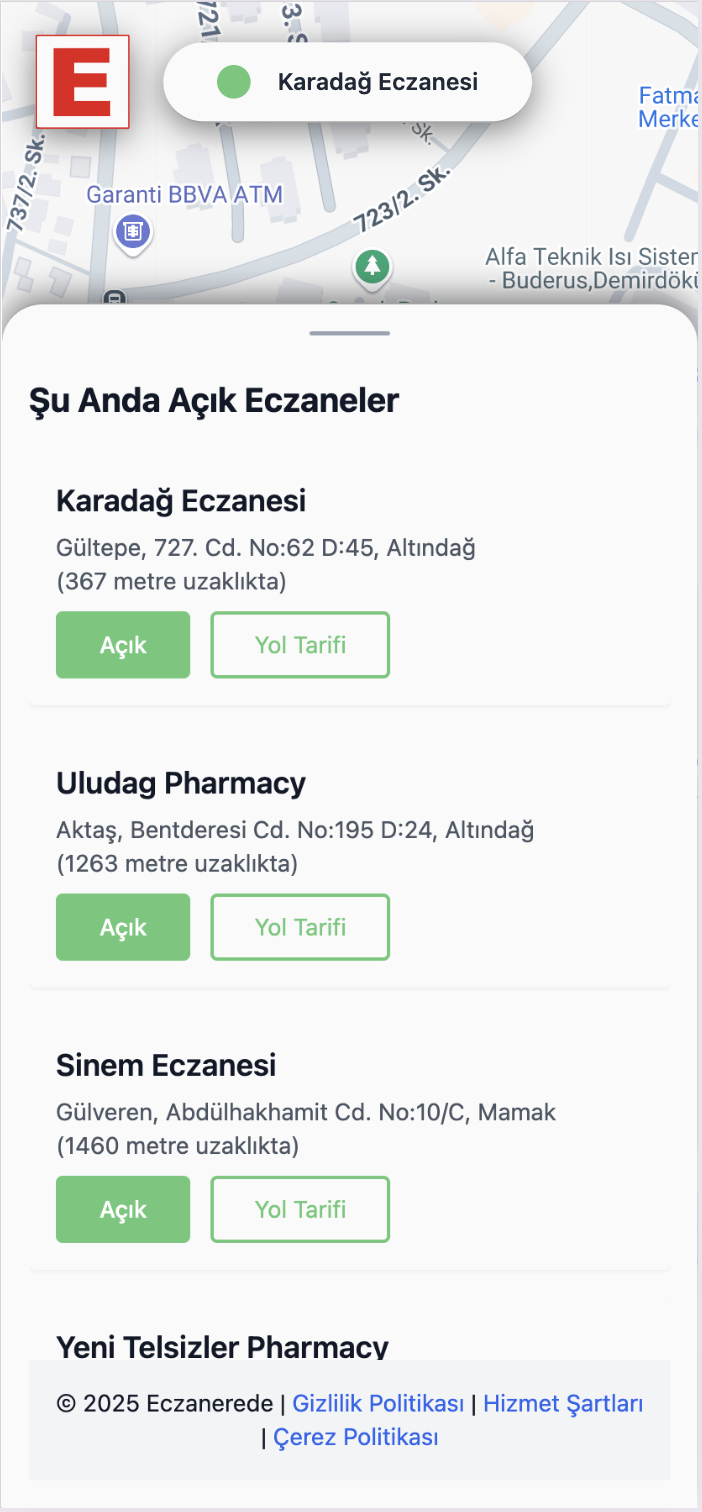 E
Karadağ Eczanesi
721
3.
Sk.
737/2. Sk.
723/2. Sk.
Garanti BBVA ATM
Alfa Teknik Isı
- Buderus,
Şu Anda Açık Eczaneler
Karadağ Eczanesi
Gültepe, 727. Cd. No:62 D:45, Altındağ
(367 metre uzaklıkta)
Açık
Yol Tarifi
Uludag Pharmacy
Aktaş, Bentderesi Cd. No:195 D:24, Altındağ
(1263 metre uzaklıkta)
Açık
Yol Tarifi
Sinem Eczanesi
Gülveren, Abdülhakhamit Cd. No:10/C, Mamak
(1460 metre uzaklıkta)
Açık
Yol Tarifi
Yeni Telsizler Pharmacy
© 2025 Eczanerede | Gizlilik Politikası | Hizmet Şartları
| Çerez Politikası